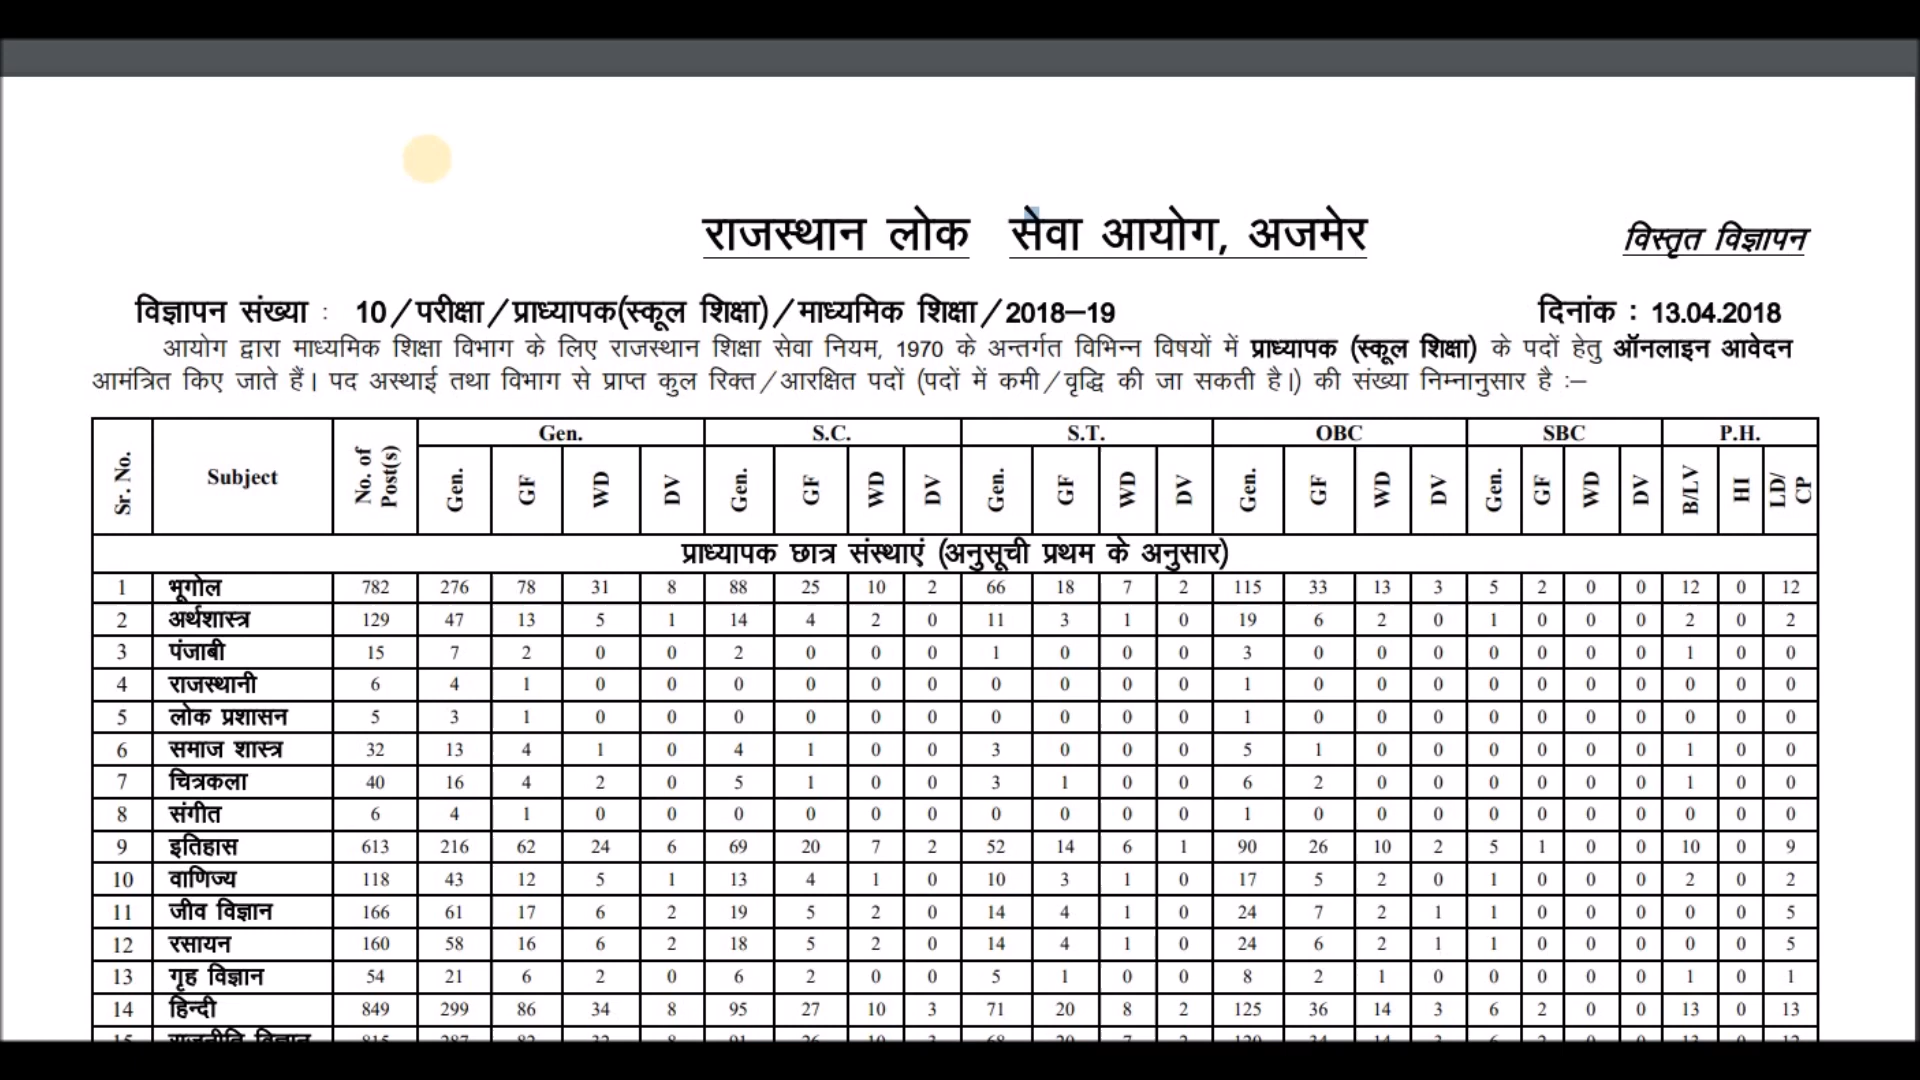 राजस्थान लोक सेवा आयोग, अजमेर
विस्तृत विज्ञापन
विज्ञापन संख्या : 10/परीक्षा/प्राध्यापक(स्कूल शिक्षा)/माध्यमिक शिक्षा/2018–19 दिनांक : 13.04.2018
आयोग द्वारा माध्यमिक शिक्षा विभाग के लिए राजस्थान शिक्षा सेवा नियम, 1970 के अन्तर्गत विभिन्न विषयों में प्राध्यापक (स्कूल शिक्षा) के पदों हेतु ऑनलाइन आवेदन
आमंत्रित किए जाते हैं। पद अस्थाई तथा विभाग से प्राप्त कुल रिक्त/आरक्षित पदों (पदों में कमी/वृद्धि की जा सकती है।) की संख्या निम्नानुसार है :–
Gen. S.C. S.T. OBC SBC P.H.
Sr. No. Subject No. of Post(s) Gen. GF WD DV Gen. GF WD DV Gen. GF WD DV Gen. GF WD DV Gen. GF WD DV B/LV HI LD/CP
प्राध्यापक छात्र संस्थाएं (अनुसूची प्रथम के अनुसार)
1 भूगोल 782 276 78 31 8 88 25 10 2 66 18 7 2 115 33 13 3 5 2 0 0 12 0 12
2 अर्थशास्त्र 129 47 13 5 1 14 4 2 0 11 3 1 0 19 6 2 0 1 0 0 0 2 0 2
3 पंजाबी 15 7 2 0 0 2 0 0 0 1 0 0 0 3 0 0 0 0 0 0 0 1 0 0
4 राजस्थानी 6 4 1 0 0 0 0 0 0 0 0 0 0 1 0 0 0 0 0 0 0 0 0 0
5 लोक प्रशासन 5 3 1 0 0 0 0 0 0 0 0 0 0 1 0 0 0 0 0 0 0 0 0 0
6 समाज शास्त्र 32 13 4 1 0 4 1 0 0 3 0 0 0 5 1 0 0 0 0 0 0 1 0 0
7 चित्रकला 40 16 4 2 0 5 1 0 0 3 1 0 0 6 2 0 0 0 0 0 0 1 0 0
8 संगीत 6 4 1 0 0 0 0 0 0 0 0 0 0 1 0 0 0 0 0 0 0 0 0 0
9 इतिहास 613 216 62 24 6 69 20 7 2 52 14 6 1 90 26 10 2 5 1 0 0 10 0 9
10 वाणिज्य 118 43 12 5 1 13 4 1 0 10 3 1 0 17 5 2 0 1 0 0 0 2 0 2
11 जीव विज्ञान 166 61 17 6 2 19 5 2 0 14 4 1 0 24 7 2 1 1 0 0 0 0 0 5
12 रसायन 160 58 16 6 2 18 5 2 0 14 4 1 0 24 6 2 1 1 0 0 0 0 0 5
13 गृह विज्ञान 54 21 6 2 0 6 2 0 0 5 1 0 0 8 2 1 0 0 0 0 0 1 0 1
14 हिन्दी 849 299 86 34 8 95 27 10 3 71 20 8 2 125 36 14 3 6 2 0 0 13 0 13